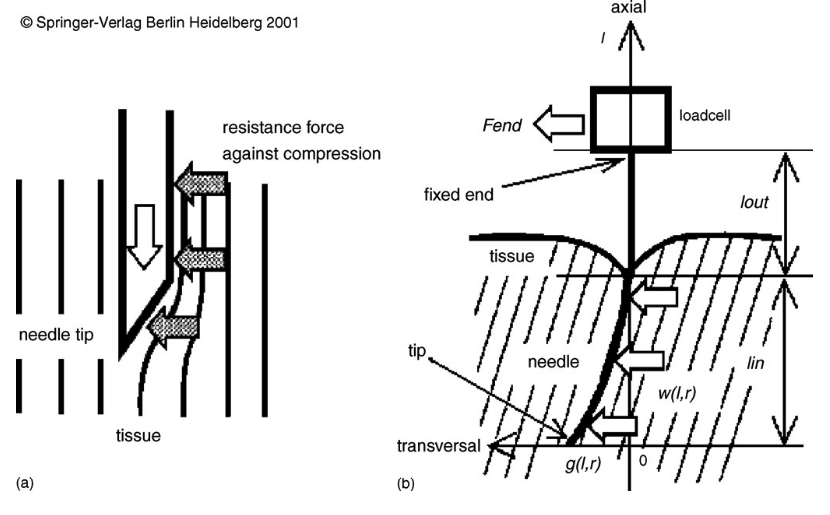 © Springer-Verlag Berlin Heidelberg 2001
resistance force
against compression
needle tip
tissue
(a)
axial
l
Fend
loadcell
fixed end
lout
tissue
tip
needle
lin
w(l,r)
transversal
g(l,r)
0
(b)